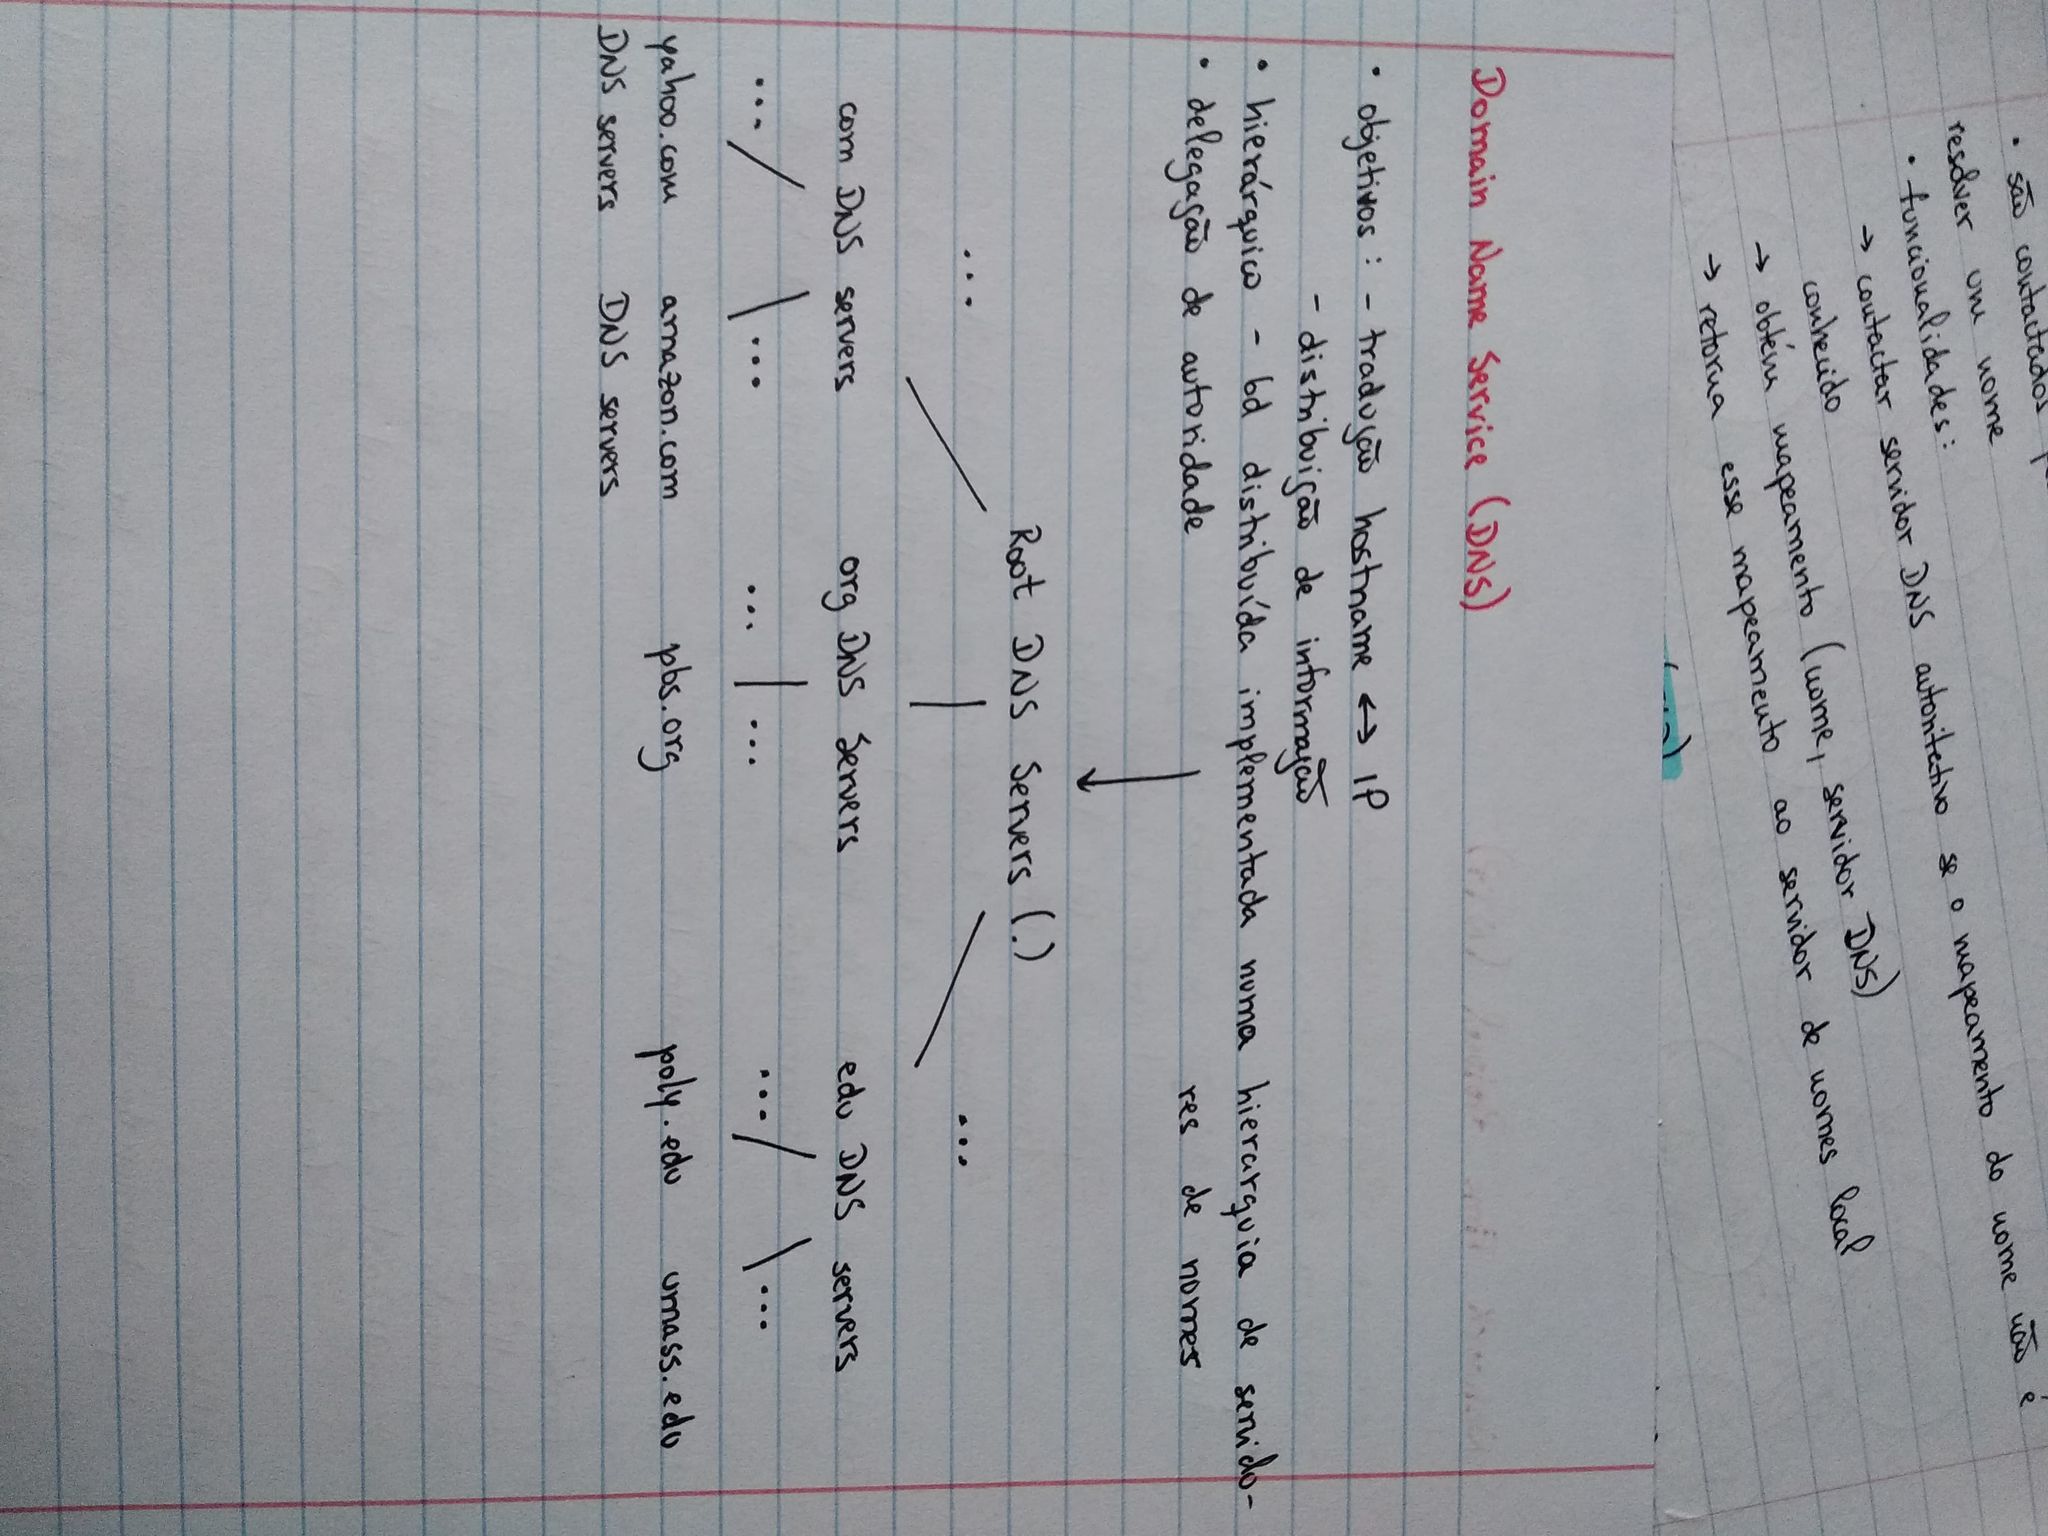 • são contactados
resolver um nome
• funcionalidades:
→ contactar servidor DNS autoritativo se o mapeamento do nome não é
conhecido
→ obtém mapeamento (nome, servidor DNS)
→ retorna esse mapeamento ao servidor de nomes local
Domain Name Service (DNS)
• objetivos: - tradução hostname ↔ IP
- distribuição de informação
• hierárquico - bd distribuída implementada numa hierarquia de servido-
• delegação de autoridade res de nomes
Root DNS Servers (.)
... ...
com DNS servers org DNS Servers edu DNS servers
... ... ... ... ... ...
yahoo.com amazon.com pbs.org poly.edu umass.edu
DNS servers DNS servers